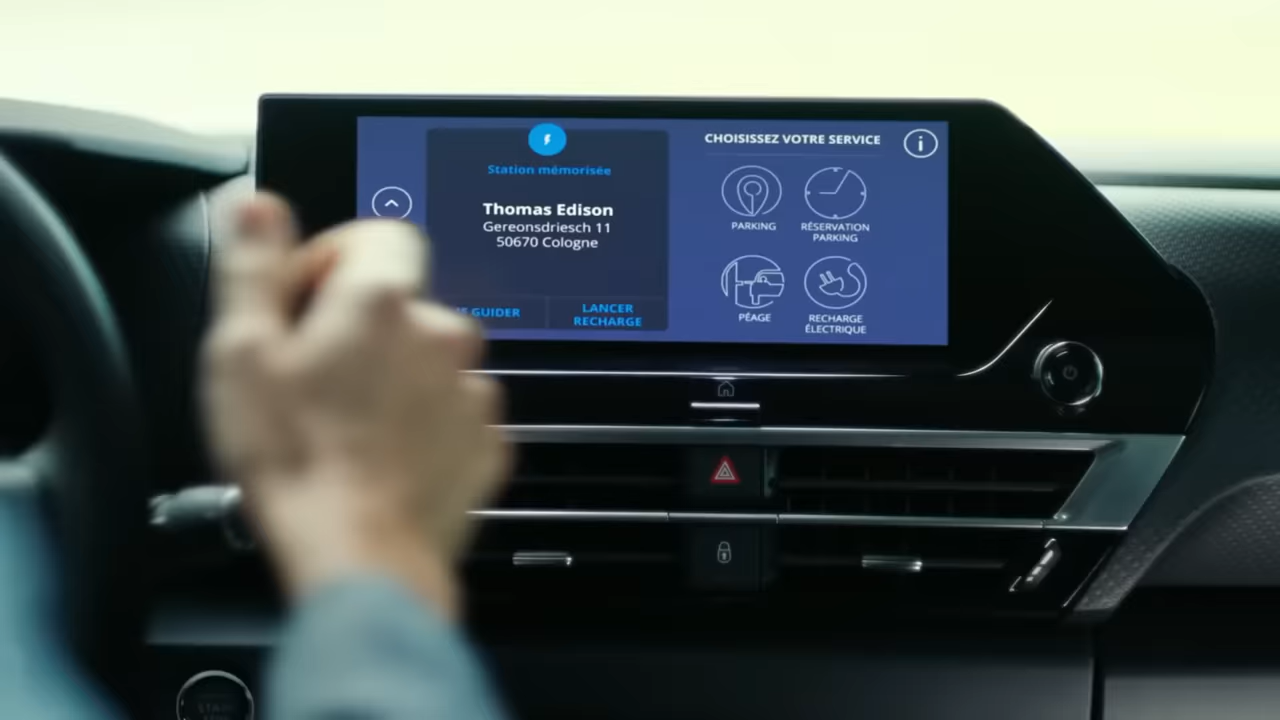 Station mémorisée
Thomas Edison
Gereonsdriesch 11
50670 Cologne
GUIDER
LANCER
RECHARGE
CHOISISSEZ VOTRE SERVICE
i
PARKING
RÉSERVATION
PARKING
PÉAGE
RECHARGE
ÉLECTRIQUE